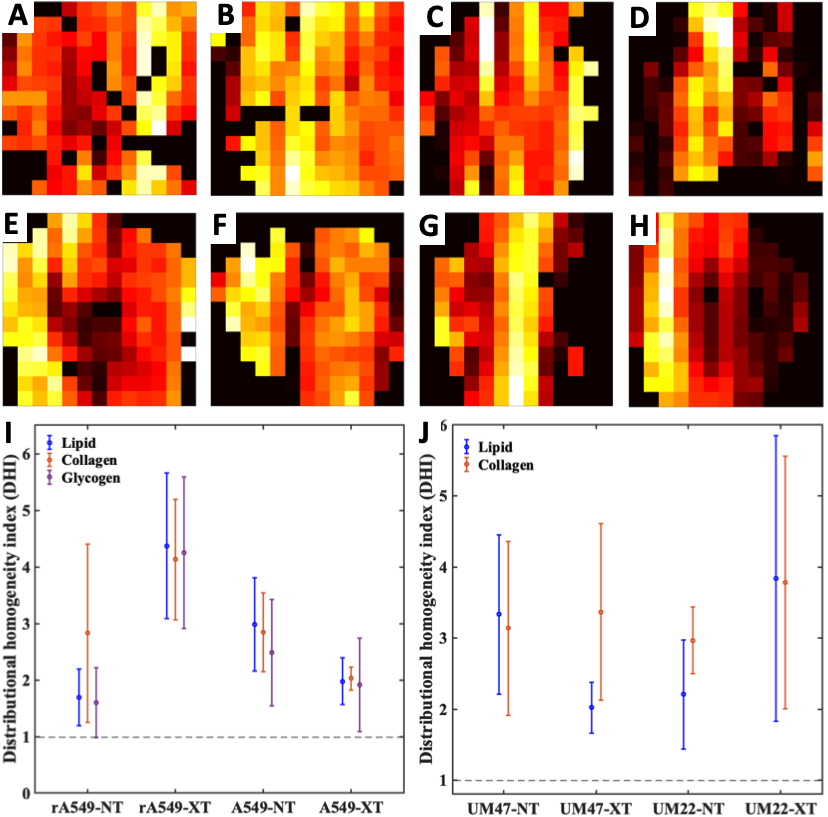 A B C D
E F G H
I
Lipid
Collagen
Glycogen
Distributional homogeneity index (DHI)
6
5
4
3
2
1
0
rA549-NT rA549-XT A549-NT A549-XT
J
Lipid
Collagen
Distributional homogeneity index (DHI)
6
5
4
3
2
1
UM47-NT UM47-XT UM22-NT UM22-XT